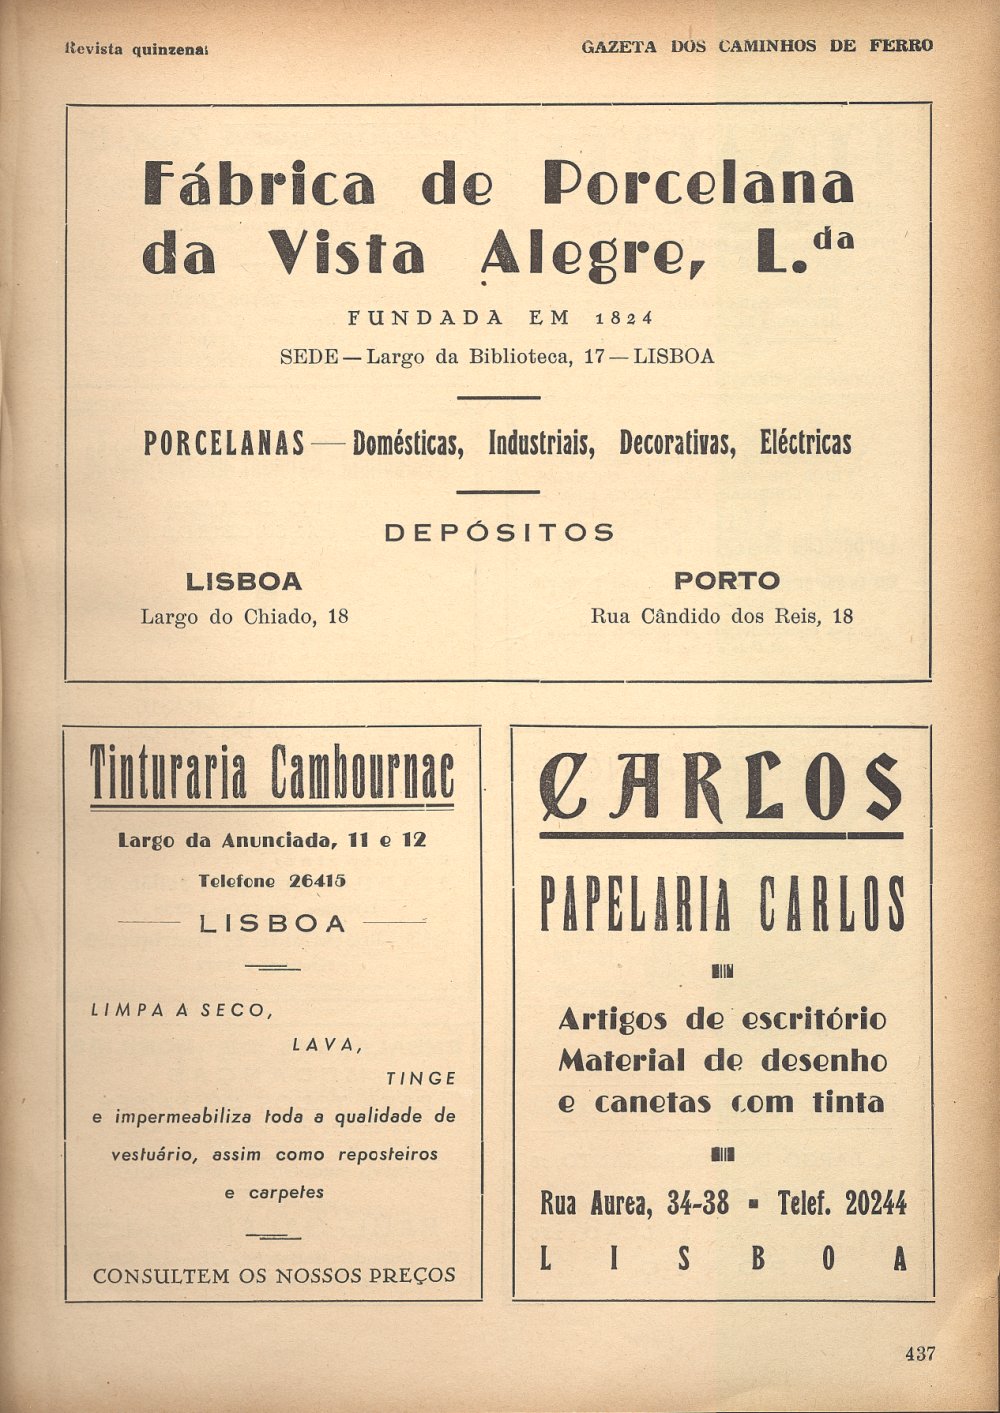 Revista quinzenal
GAZETA DOS CAMINHOS DE FERRO
Fábrica de Porcelana
da Vista Alegre, L.da
FUNDADA EM 1824
SEDE — Largo da Biblioteca, 17 — LISBOA
PORCELANAS — Domésticas, Industriais, Decorativas, Eléctricas
DEPÓSITOS
LISBOA
Largo do Chiado, 18
PORTO
Rua Cândido dos Reis, 18
Tinturaria Cambournac
Largo da Anunciada, 11 e 12
Telefone 26415
LISBOA
LIMPA A SECO,
LAVA,
TINGE
e impermeabiliza toda a qualidade de
vestuário, assim como reposteiros
e carpetes
CONSULTEM OS NOSSOS PREÇOS
CARLOS
PAPELARIA CARLOS
Artigos de escritório
Material de desenho
e canetas com tinta
Rua Aurea, 34-38 ▪ Telef. 20244
LISBOA
437